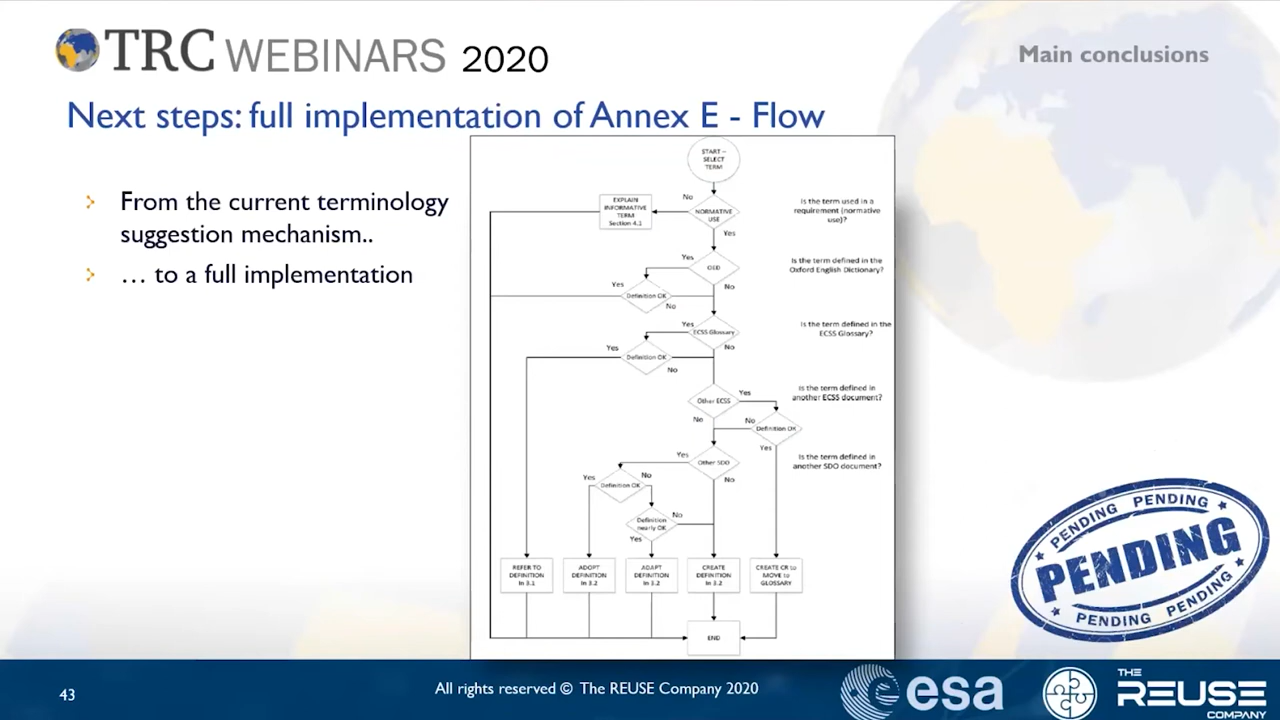 TRC WEBINARS 2020
Main conclusions
Next steps: full implementation of Annex E - Flow
From the current terminology
suggestion mechanism..
… to a full implementation
START –
SELECT
TERM
No
EXPLAIN
INFORMATIVE
TERM
Section 4.1
NORMATIVE
USE
Is the term used in a
requirement (normative
use)?
Yes
Yes
OED
Is the term defined in the
Oxford English Dictionary?
Yes
No
Definition OK
No
Yes
ECSS Glossary
Is the term defined in the
ECSS Glossary?
Yes
No
Definition OK
No
Yes
Other ECSS
Is the term defined in
another ECSS document?
No
No
Definition OK
Yes
Yes
Other SDO
Is the term defined in
another SDO document?
Yes
No
No
Definition OK
No
Definition
nearly OK
Yes
REFER TO
DEFINITION
in 3.1
ADOPT
DEFINITION
in 3.2
ADAPT
DEFINITION
in 3.2
CREATE
DEFINITION
in 3.2
CREATE CR to
MOVE to
GLOSSARY
END
PENDING PENDING
PENDING
PENDING PENDING
43
All rights reserved © The REUSE Company 2020
esa
THE
REUSE
COMPANY